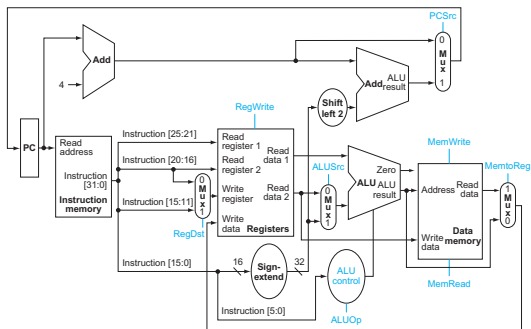 PCSrc
0
M
u
x
1
Add
4
Add
ALU
result
Shift
left 2
RegWrite
PC
Read
address
Instruction
[31:0]
Instruction
memory
Instruction [25:21]
Instruction [20:16]
Instruction [15:11]
0
M
u
x
1
RegDst
Read
register 1
Read
register 2
Write
register
Write
data
Read
data 1
Read
data 2
Registers
ALUSrc
0
M
u
x
1
Zero
ALU
ALU
result
MemWrite
Address
Read
data
Write
data
Data
memory
MemRead
MemtoReg
1
M
u
x
0
Instruction [15:0]
16
Sign-
extend
32
ALU
control
Instruction [5:0]
ALUOp